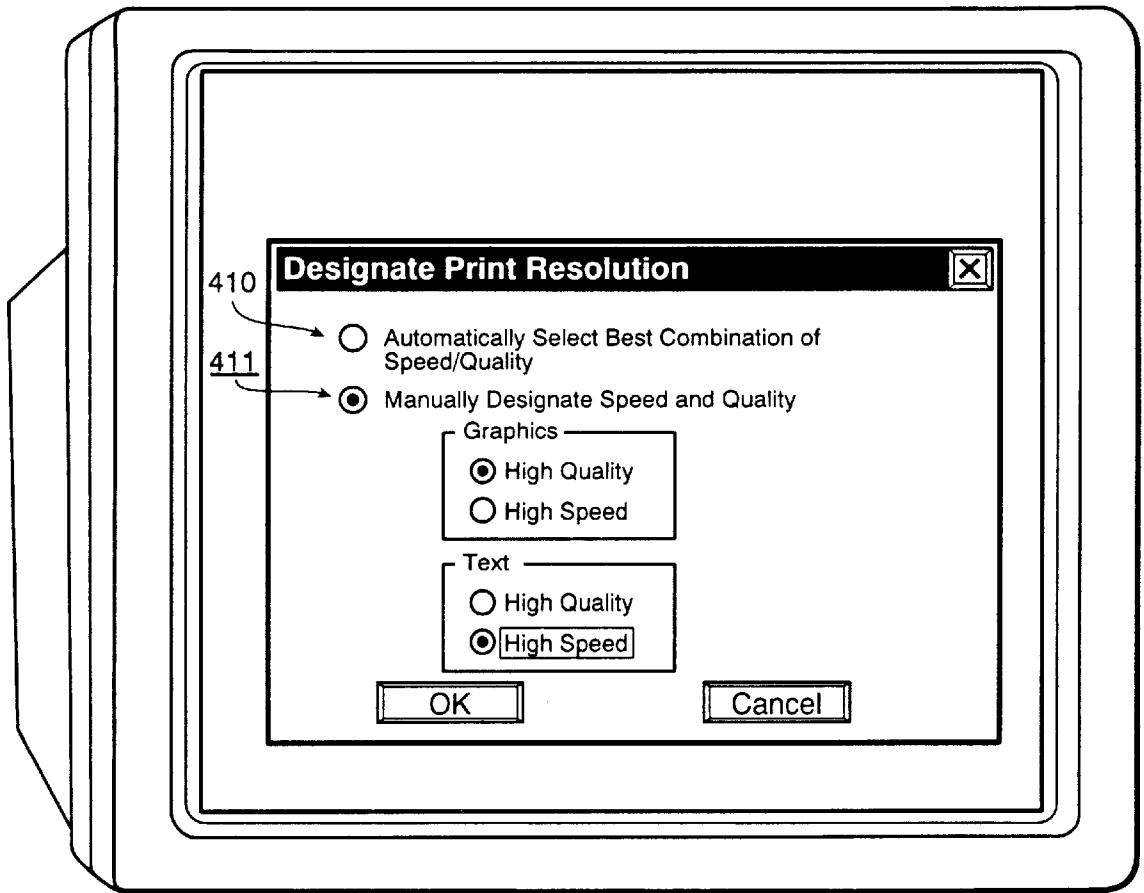 Designate Print Resolution
410
Automatically Select Best Combination of
Speed/Quality
411
Manually Designate Speed and Quality
Graphics
High Quality
High Speed
Text
High Quality
High Speed
OK
Cancel